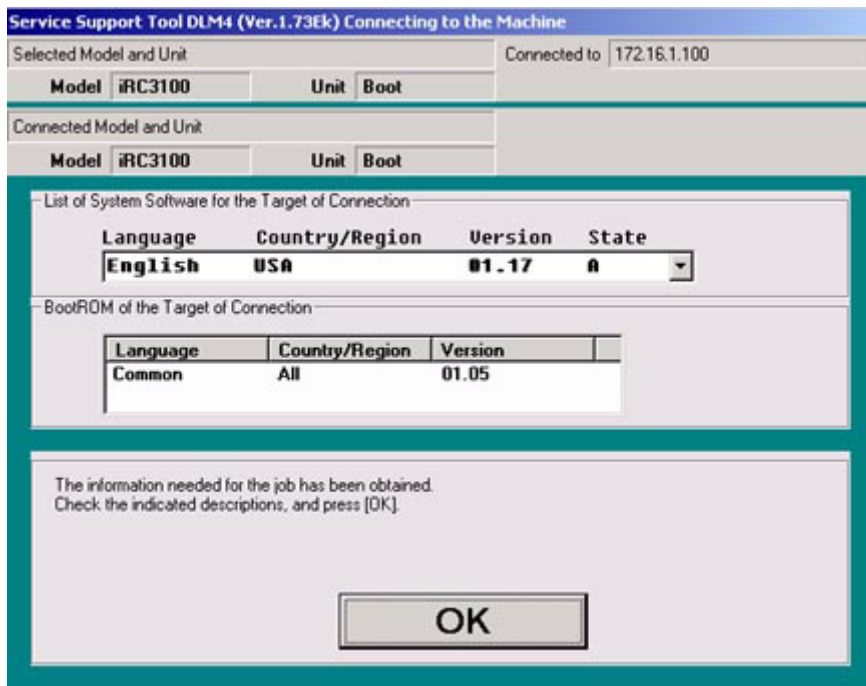 Service Support Tool DLM4 (Ver.1.73Ek) Connecting to the Machine
Selected Model and Unit Connected to 172.16.1.100
Model iRC3100 Unit Boot
Connected Model and Unit
Model iRC3100 Unit Boot
List of System Software for the Target of Connection
Language Country/Region Version State
English USA 01.17 A
BootROM of the Target of Connection
Language Country/Region Version
Common All 01.05
The information needed for the job has been obtained.
Check the indicated descriptions, and press [OK].
OK